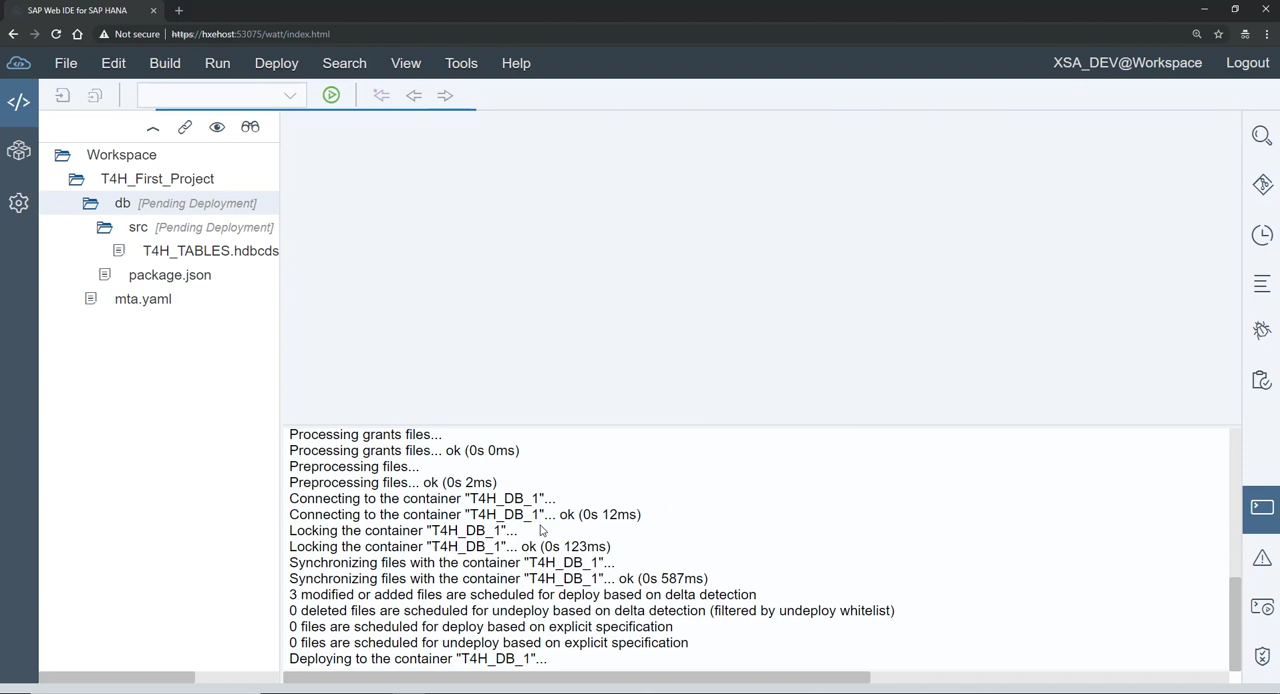 SAP Web IDE for SAP HANA
Not secure | https://hxehost:53075/watt/index.html
File Edit Build Run Deploy Search View Tools Help XSA_DEV@Workspace Logout
Workspace
T4H_First_Project
db [Pending Deployment]
src [Pending Deployment]
T4H_TABLES.hdbcds
package.json
mta.yaml
Processing grants files...
Processing grants files... ok (0s 0ms)
Preprocessing files...
Preprocessing files... ok (0s 2ms)
Connecting to the container "T4H_DB_1"...
Connecting to the container "T4H_DB_1"... ok (0s 12ms)
Locking the container "T4H_DB_1"...
Locking the container "T4H_DB_1"... ok (0s 123ms)
Synchronizing files with the container "T4H_DB_1"...
Synchronizing files with the container "T4H_DB_1"... ok (0s 587ms)
3 modified or added files are scheduled for deploy based on delta detection
0 deleted files are scheduled for undeploy based on delta detection (filtered by undeploy whitelist)
0 files are scheduled for deploy based on explicit specification
0 files are scheduled for undeploy based on explicit specification
Deploying to the container "T4H_DB_1"...